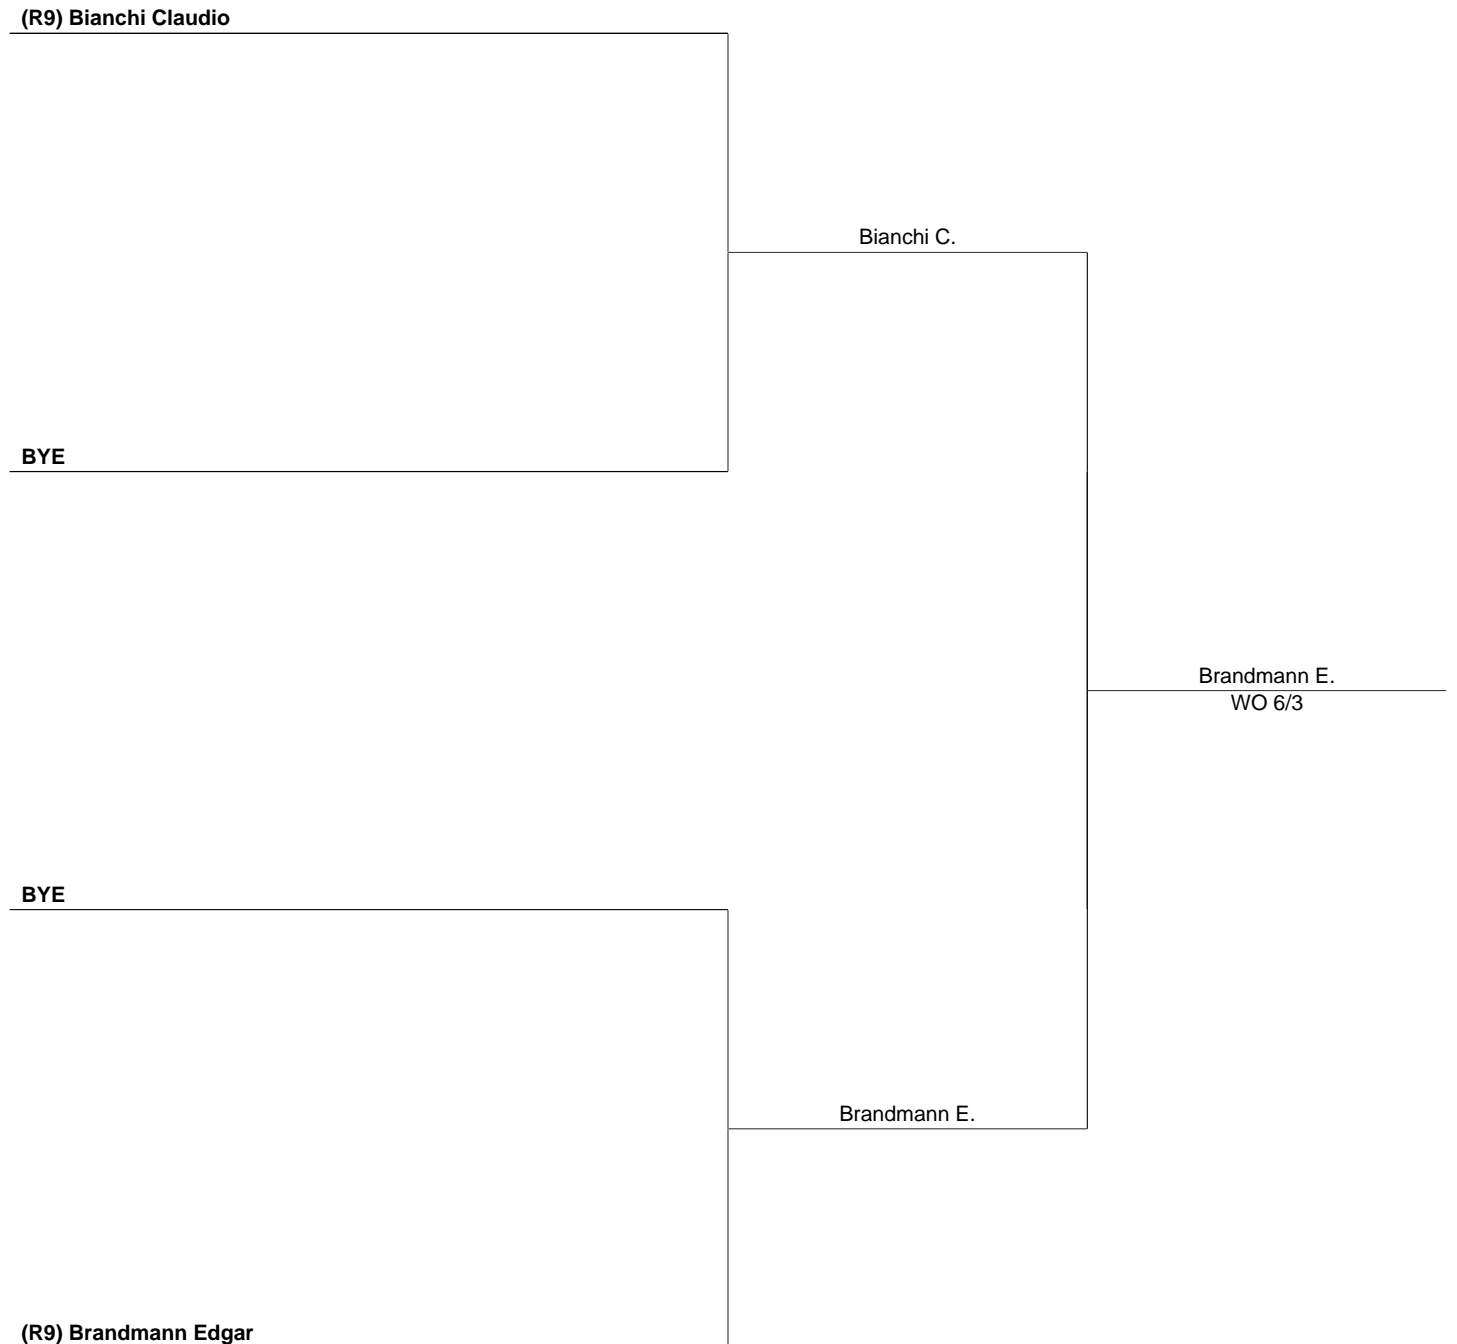 (R9) Bianchi Claudio
Bianchi C.
BYE
Brandmann E.
WO 6/3
BYE
Brandmann E.
(R9) Brandmann Edgar